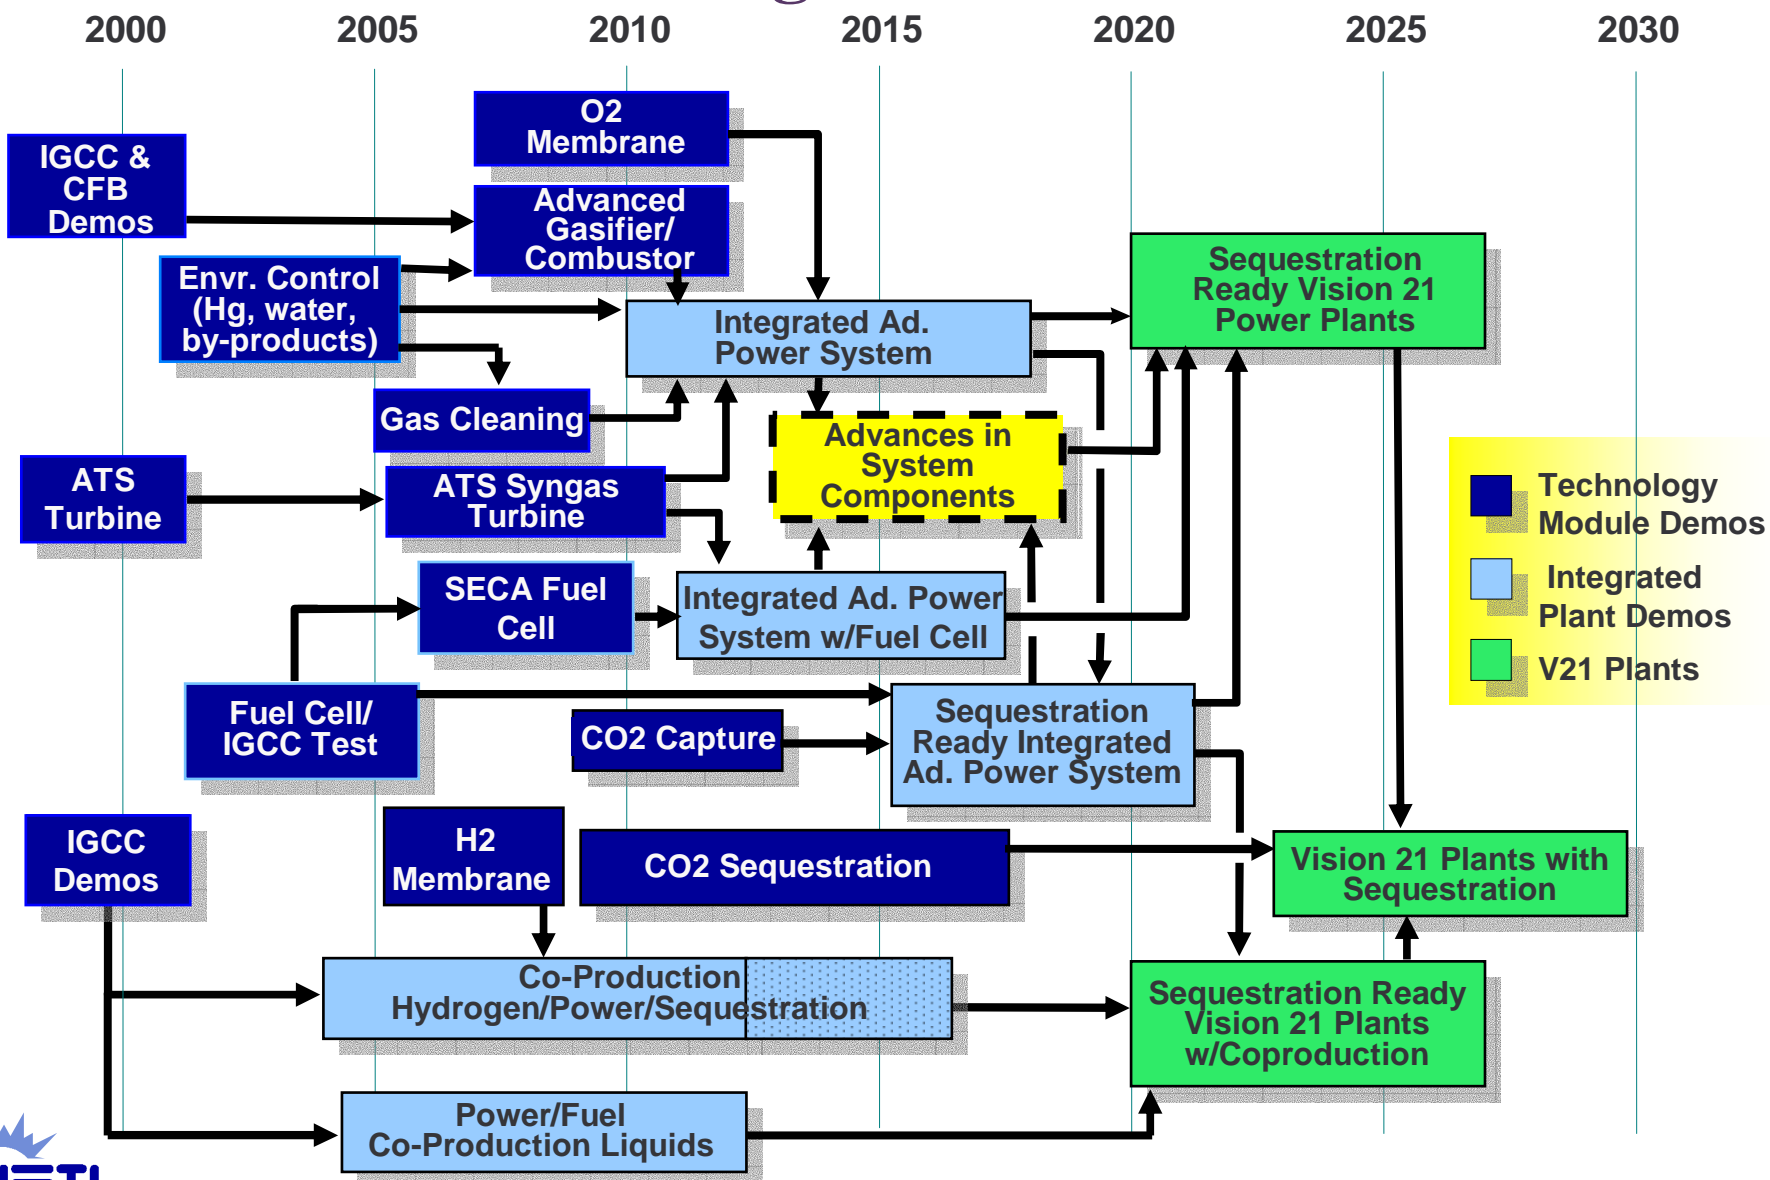 2000 2005 2010 2015 2020 2025 2030
O2
Membrane
IGCC &
CFB
Demos
Advanced
Gasifier/
Combustor
Envr. Control
(Hg, water,
by-products)
Integrated Ad.
Power System
Sequestration
Ready Vision 21
Power Plants
Gas Cleaning
Advances in
System
Components
ATS
Turbine
ATS Syngas
Turbine
Technology
Module Demos
Integrated
Plant Demos
V21 Plants
SECA Fuel
Cell
Integrated Ad. Power
System w/Fuel Cell
Fuel Cell/
IGCC Test
CO2 Capture
Sequestration
Ready Integrated
Ad. Power System
IGCC
Demos
H2
Membrane
CO2 Sequestration
Vision 21 Plants with
Sequestration
Co-Production
Hydrogen/Power/Sequestration
Sequestration Ready
Vision 21 Plants
w/Coproduction
Power/Fuel
Co-Production Liquids